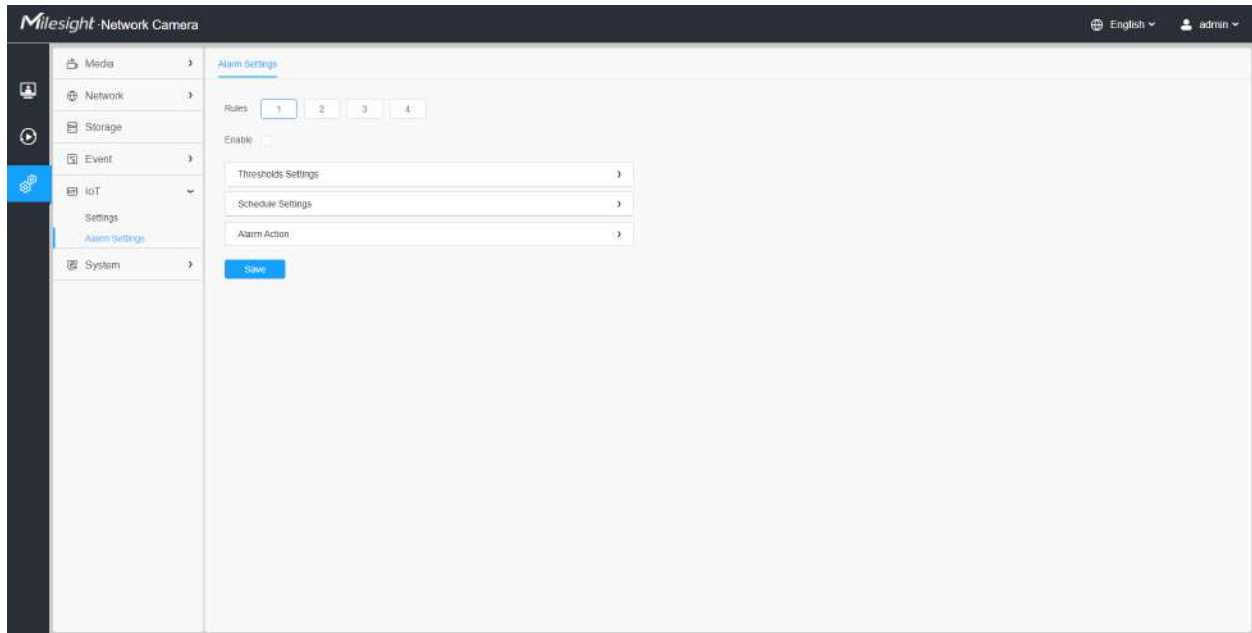 Milesight ·Network Camera
English
admin
Media
Network
Storage
Event
IoT
Settings
Alarm Settings
System
Alarm Settings
Rules 1 2 3 4
Enable
Thresholds Settings
Schedule Settings
Alarm Action
Save